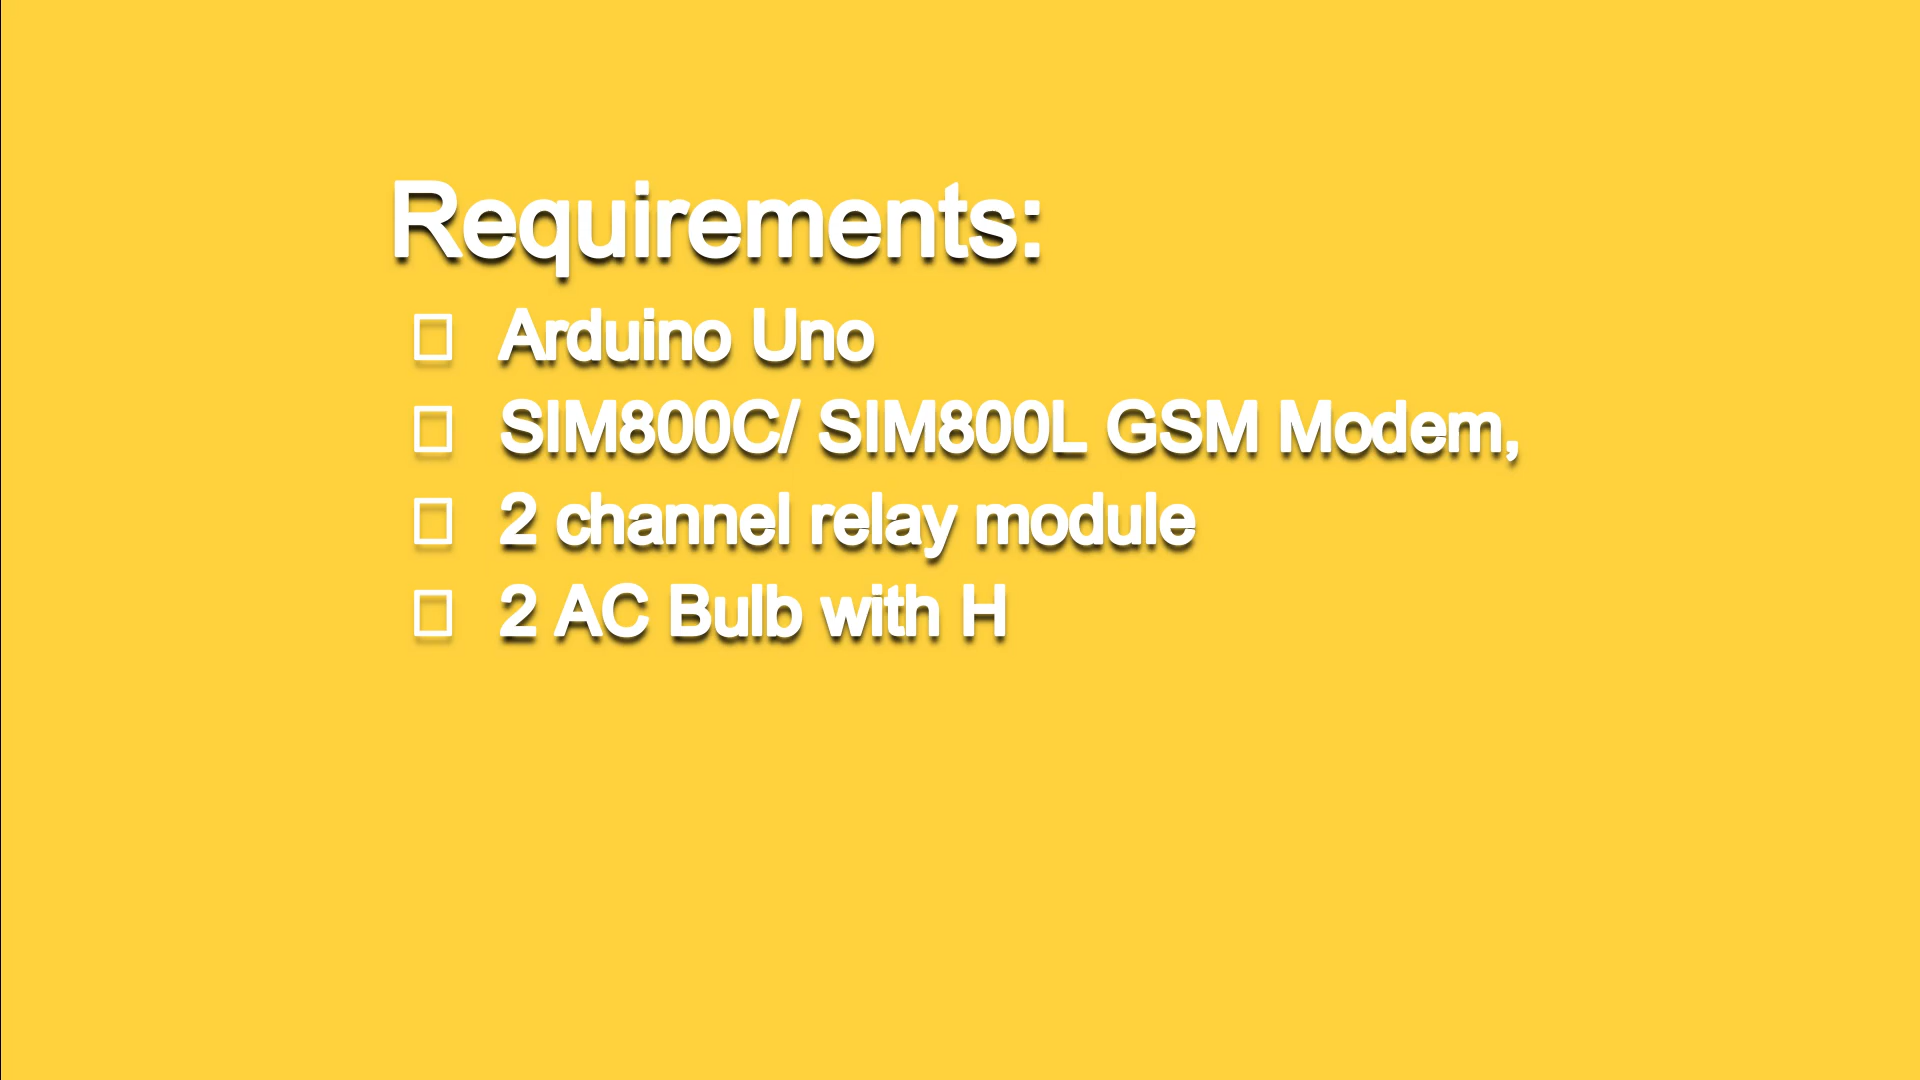 Requirements:
□ Arduino Uno
□ SIM800C/ SIM800L GSM Modem,
□ 2 channel relay module
□ 2 AC Bulb with H